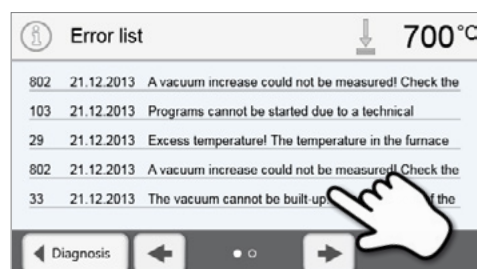 Error list 700°C
802 21.12.2013 A vacuum increase could not be measured! Check the
103 21.12.2013 Programs cannot be started due to a technical
29 21.12.2013 Excess temperature! The temperature in the furnace
802 21.12.2013 A vacuum increase could not be measured! Check the
33 21.12.2013 The vacuum cannot be built-up! of the
Diagnosis